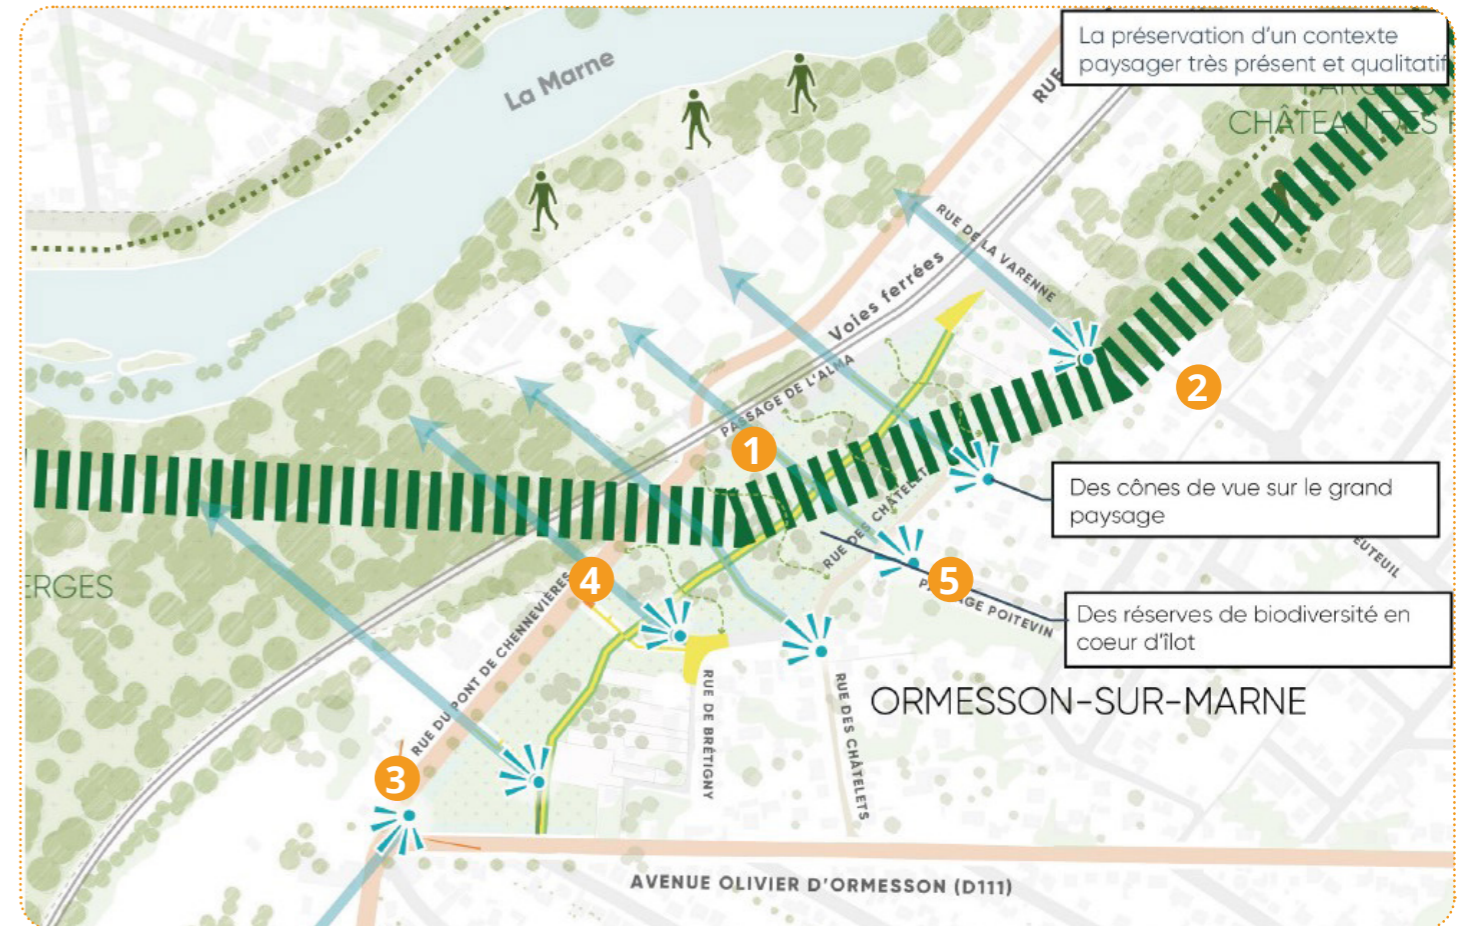 La préservation d'un contexte
paysager très présent et qualitatif
La Marne
RUE
CHÂTEAU DES
RUE DE LA VARENNE
Voies ferrées
PASSAGE DE L'ALMA
1
2
Des cônes de vue sur le grand
paysage
RUE DES CHÂTELETS
EUTEUIL
ERGES
4
5
PASSAGE POITEVIN
Des réserves de biodiversité en
coeur d'îlot
RUE DU PONT DE CHENNEVIÈRES
ORMESSON-SUR-MARNE
RUE DE BRÉTIGNY
RUE DES CHÂTELETS
3
AVENUE OLIVIER D'ORMESSON (D111)